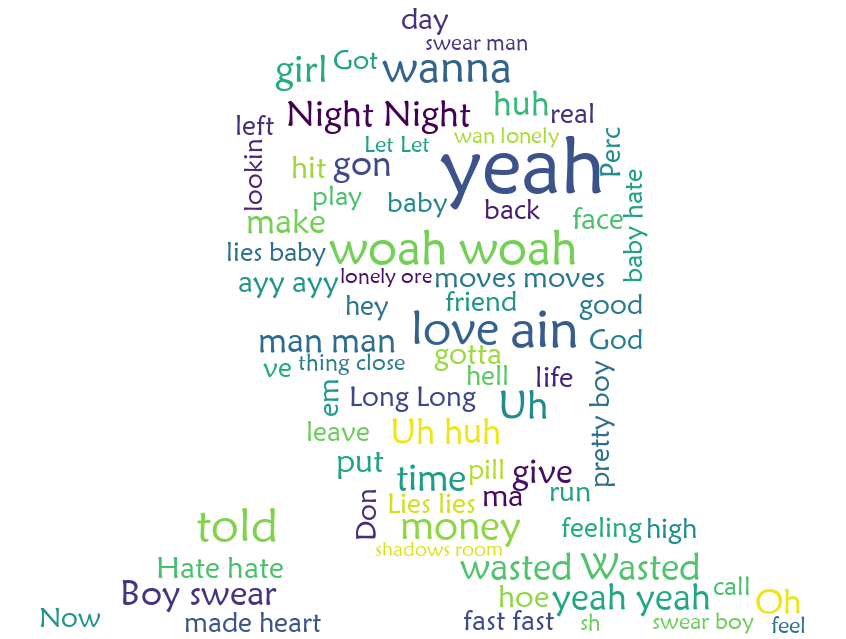 day
swear man
girl Got wanna
Night Night huh real
left
Let Let wan lonely
lookin hit gon yeah Perc
play baby back
make face baby hate
lies baby woah woah
ayy ayy lonely ore moves moves
hey friend good
man man love ain God
ve thing close gotta
hell life
em Long Long Uh pretty boy
leave Uh huh
put
time pill give
Don Lies lies ma run
told money feeling high
shadows room
Hate hate wasted Wasted
Boy swear hoe yeah yeah call Oh
Now made heart fast fast sh swear boy feel